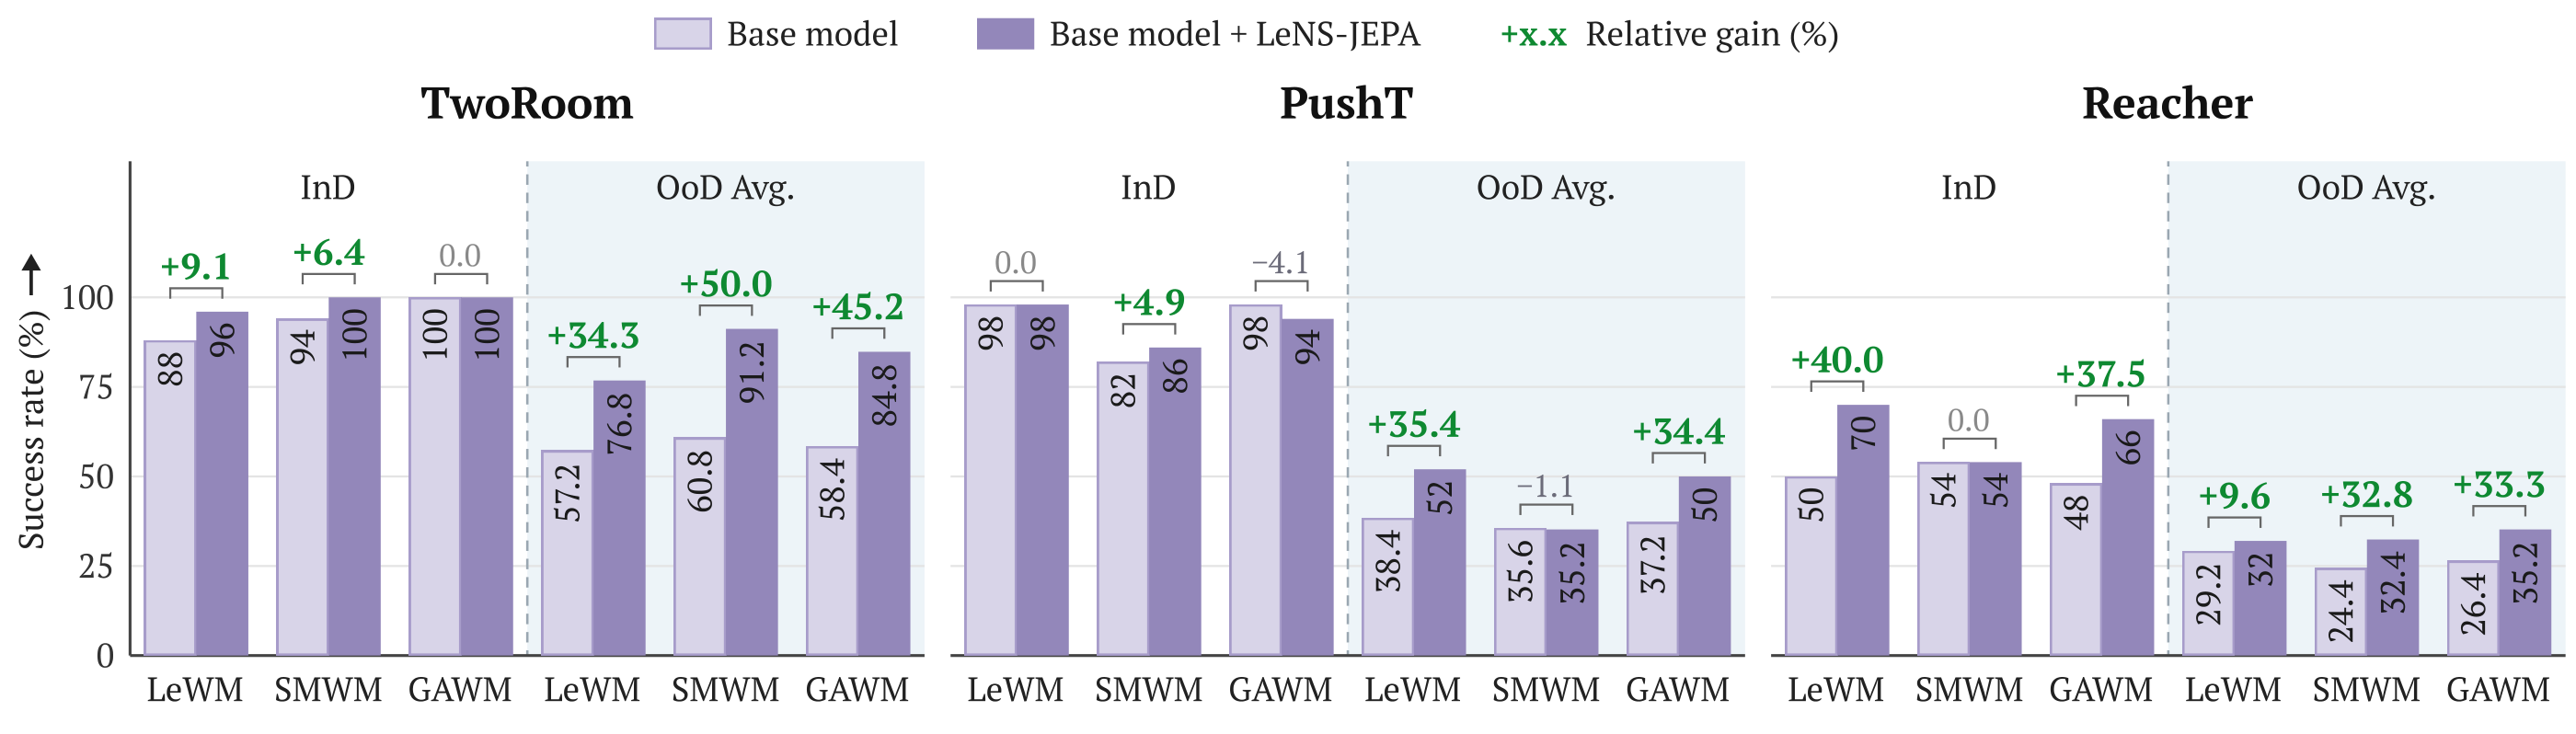 Base model
Base model + LeNS-JEPA
+x.x Relative gain (%)
TwoRoom
PushT
Reacher
Success rate (%)
100
75
50
25
0
InD
OoD Avg.
+9.1
+6.4
0.0
+34.3
+50.0
+45.2
88
96
94
100
100
100
57.2
76.8
60.8
91.2
58.4
84.8
LeWM
SMWM
GAWM
LeWM
SMWM
GAWM
InD
OoD Avg.
0.0
+4.9
−4.1
+35.4
−1.1
+34.4
98
98
82
86
98
94
38.4
52
35.6
35.2
37.2
50
LeWM
SMWM
GAWM
LeWM
SMWM
GAWM
InD
OoD Avg.
+40.0
0.0
+37.5
+9.6
+32.8
+33.3
50
70
54
54
48
66
29.2
32
24.4
32.4
26.4
35.2
LeWM
SMWM
GAWM
LeWM
SMWM
GAWM